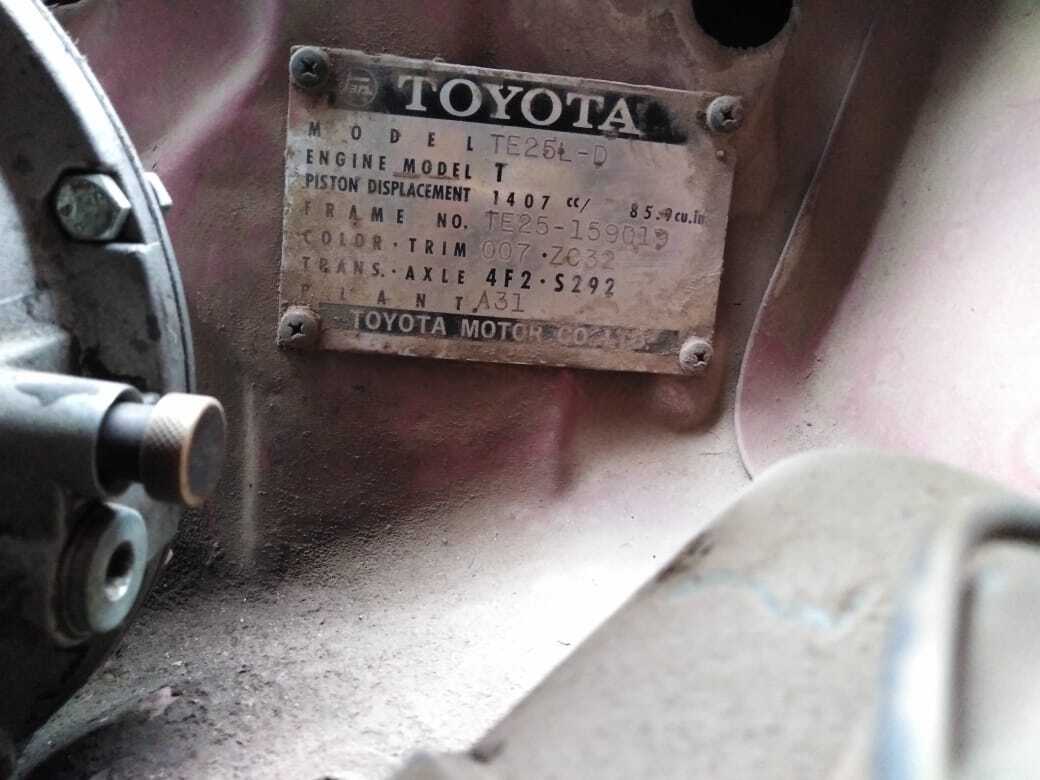 TOYOTA
MODEL TE25L-D
ENGINE MODEL T
PISTON DISPLACEMENT 1407 cc/ 85.9 cu.in
FRAME NO. TE25-159019
COLOR·TRIM 007·ZC32
TRANS.·AXLE 4F2·S292
PLANT A31
TOYOTA MOTOR CO., LTD.